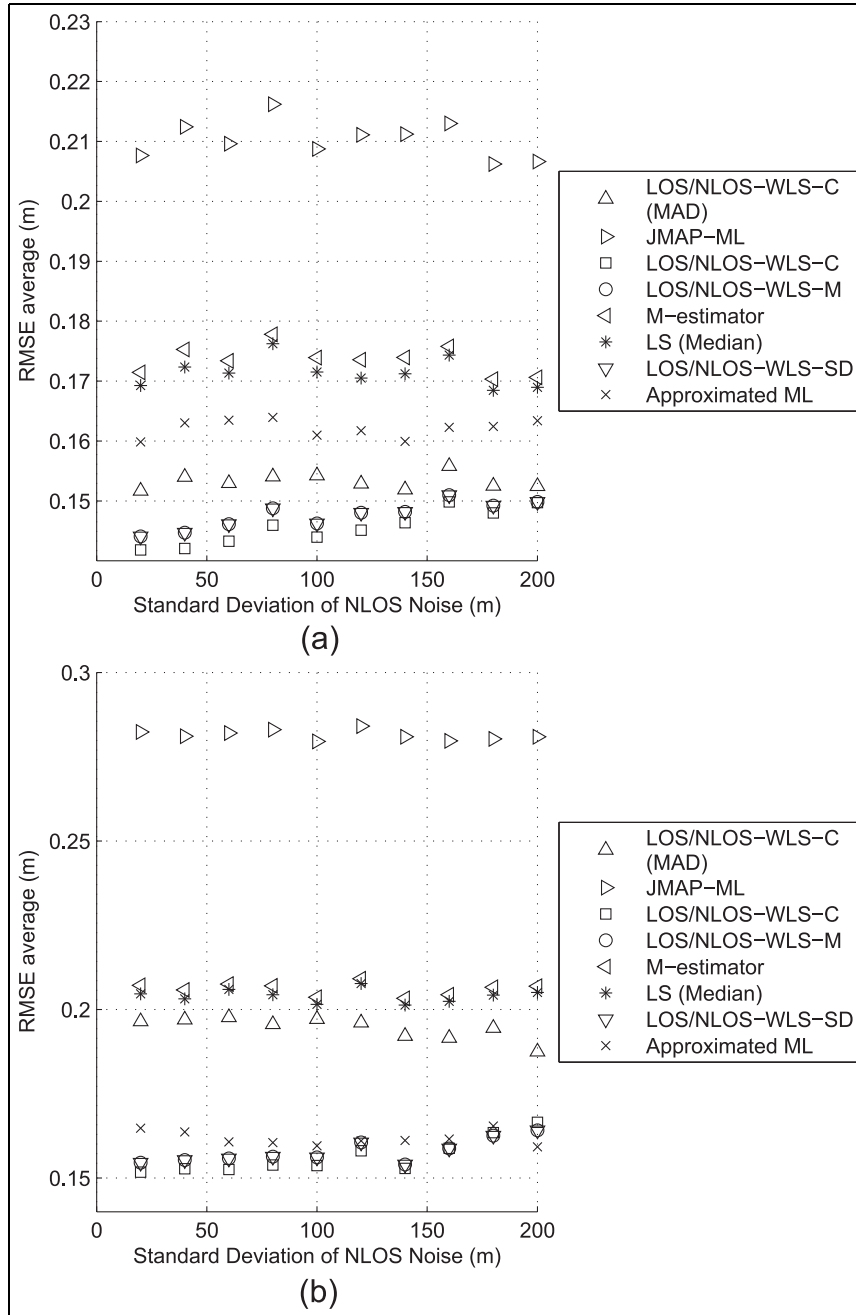 0.23
0.22
0.21
0.2
0.19
0.18
0.17
0.16
0.15
RMSE average (m)
0
50
100
150
200
Standard Deviation of NLOS Noise (m)
(a)
LOS/NLOS−WLS−C
(MAD)
JMAP−ML
LOS/NLOS−WLS−C
LOS/NLOS−WLS−M
M−estimator
LS (Median)
LOS/NLOS−WLS−SD
Approximated ML
0.3
0.25
0.2
0.15
RMSE average (m)
0
50
100
150
200
Standard Deviation of NLOS Noise (m)
(b)
LOS/NLOS−WLS−C
(MAD)
JMAP−ML
LOS/NLOS−WLS−C
LOS/NLOS−WLS−M
M−estimator
LS (Median)
LOS/NLOS−WLS−SD
Approximated ML